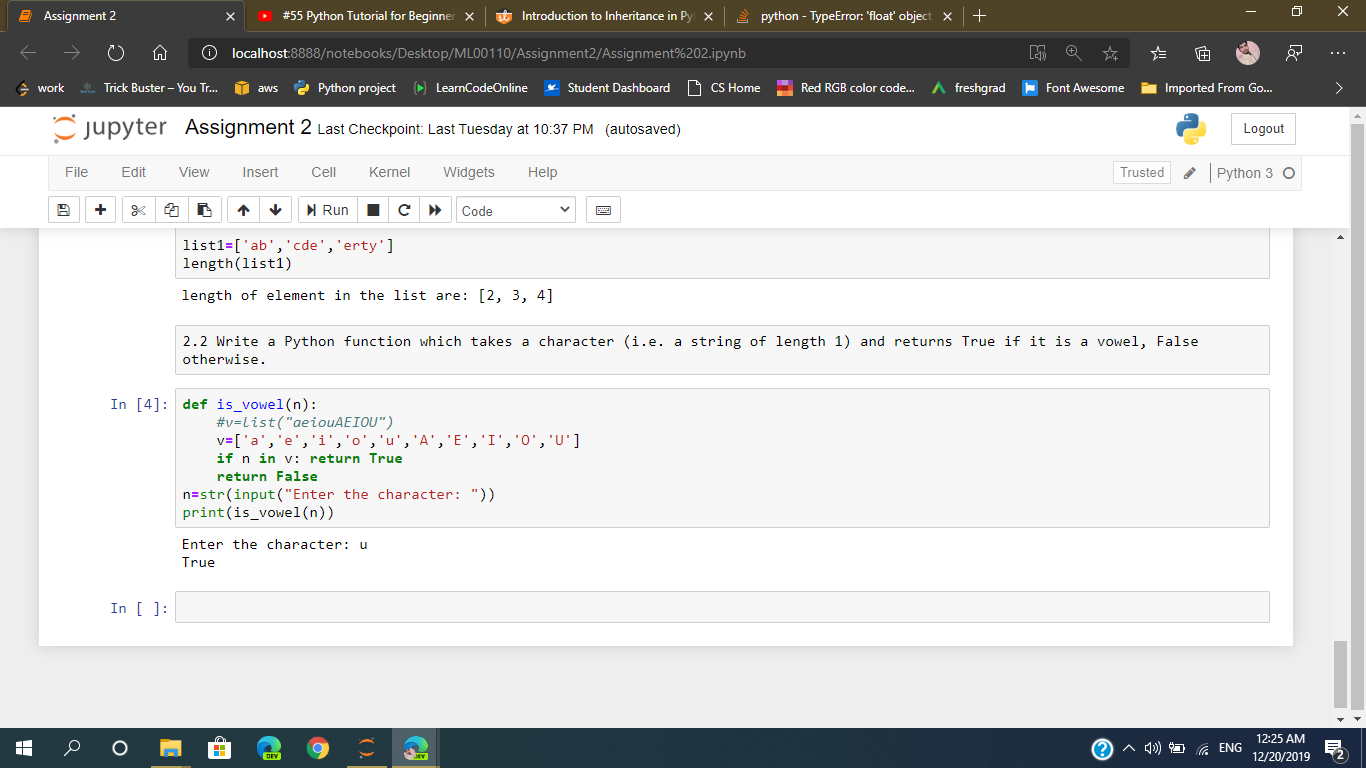 Assignment 2
#55 Python Tutorial for Beginner
Introduction to Inheritance in Py
python - TypeError: 'float' object
localhost:8888/notebooks/Desktop/ML00110/Assignment2/Assignment%202.ipynb
work
Trick Buster – You Tr...
aws
Python project
LearnCodeOnline
Student Dashboard
CS Home
Red RGB color code...
freshgrad
Font Awesome
Imported From Go...
jupyter Assignment 2 Last Checkpoint: Last Tuesday at 10:37 PM (autosaved)
Logout
File Edit View Insert Cell Kernel Widgets Help
Trusted
Python 3
Run
Code
list1=['ab','cde','erty']
length(list1)
length of element in the list are: [2, 3, 4]
2.2 Write a Python function which takes a character (i.e. a string of length 1) and returns True if it is a vowel, False
otherwise.
In [4]:
def is_vowel(n):
#v=list("aeiouAEIOU")
v=['a','e','i','o','u','A','E','I','O','U']
if n in v: return True
return False
n=str(input("Enter the character: "))
print(is_vowel(n))
Enter the character: u
True
In [ ]:
DEV
DEV
ENG
12:25 AM
12/20/2019
2